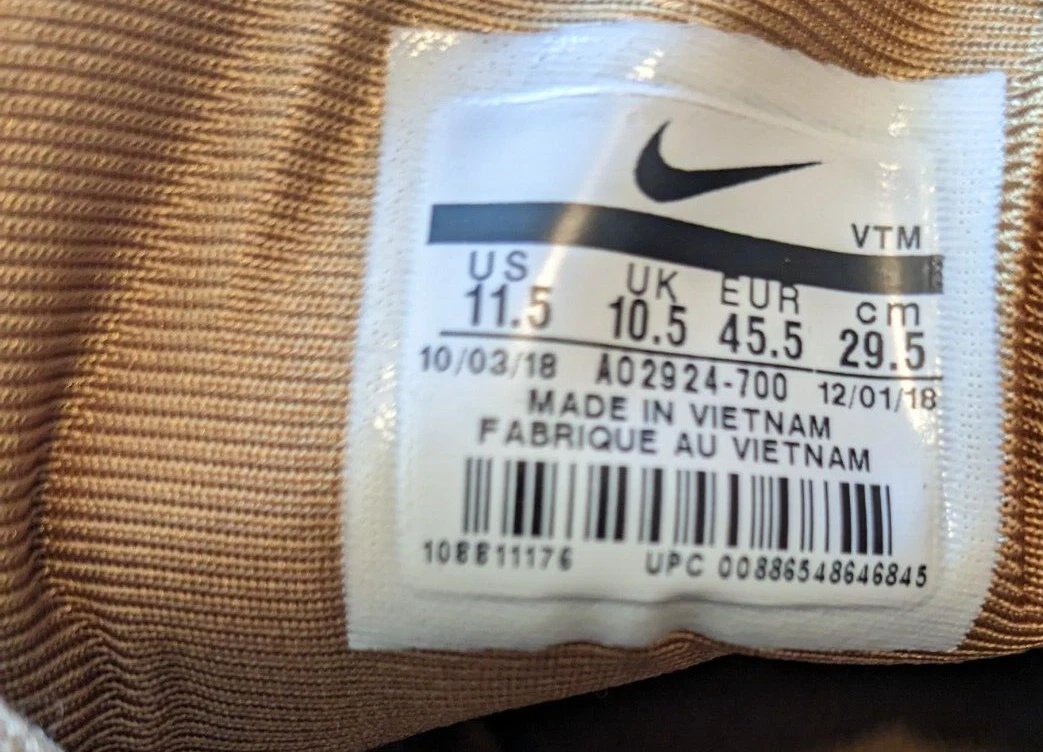 VTM
US UK EUR cm
11.5 10.5 45.5 29.5
10/03/18 AO2924-700 12/01/18
MADE IN VIETNAM
FABRIQUE AU VIETNAM
108811176 UPC 00886548646845